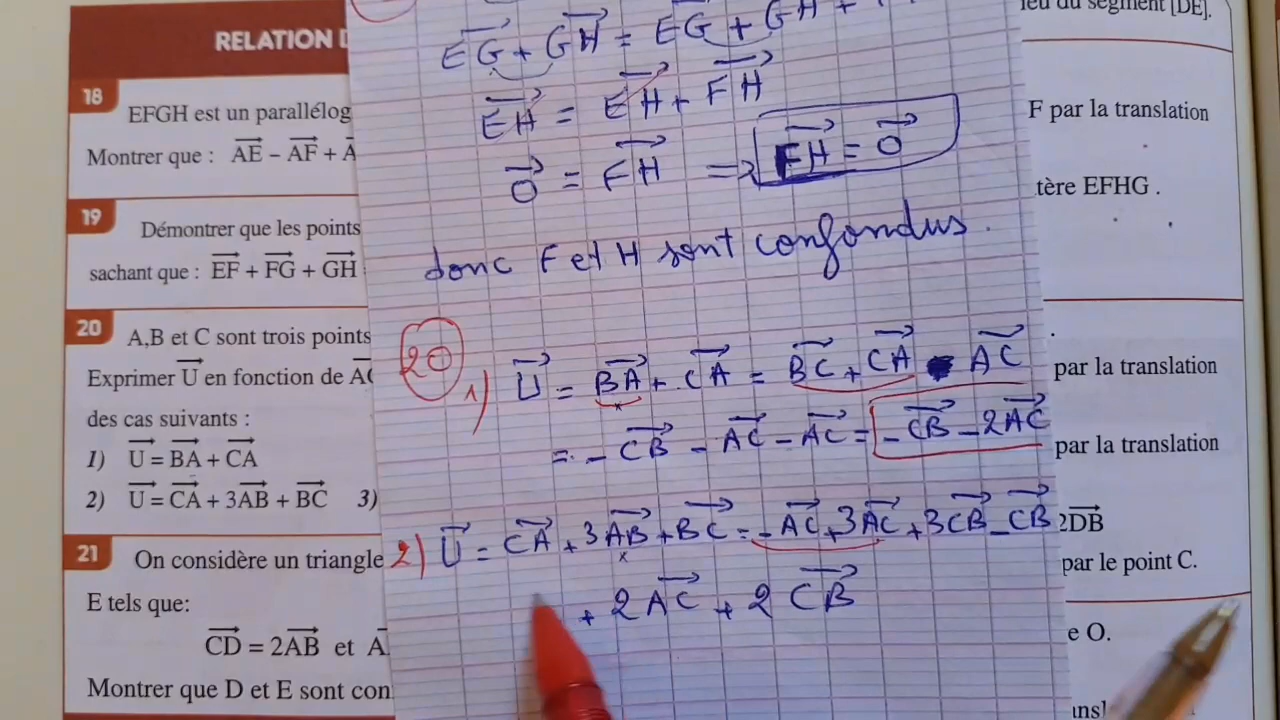 RELATION D
18 EFGH est un parallélog
Montrer que : AE⃗ − AF⃗ +
19 Démontrer que les points
sachant que : EF⃗ + FG⃗ + GH⃗
20 A,B et C sont trois points
Exprimer U⃗ en fonction de
des cas suivants :
1) U⃗ = BA⃗ + CA⃗
2) U⃗ = CA⃗ + 3AB⃗ + BC⃗ 3)
21 On considère un triangle
E tels que:
CD⃗ = 2AB⃗ et
Montrer que D et E sont con
EG⃗ + GH⃗ = EG⃗ + GH⃗ +
EH⃗ = EH⃗ + FH⃗
0⃗ = FH⃗ ⟹ FH⃗ = 0⃗
donc F et H sont confondus.
20
1) U⃗ = BA⃗ + CA⃗ = BC⃗ + CA⃗ AC⃗
= - CB⃗ - AC⃗ - AC⃗ = - CB⃗ - 2AC⃗
2) U⃗ = CA⃗ + 3AB⃗ + BC⃗ = - AC⃗ + 3AC⃗ + 3CB⃗ - CB⃗
+ 2AC⃗ + 2CB⃗
du segment [DE].
F par la translation
tère EFHG .
par la translation
par la translation
2DB⃗
par le point C.
e O.